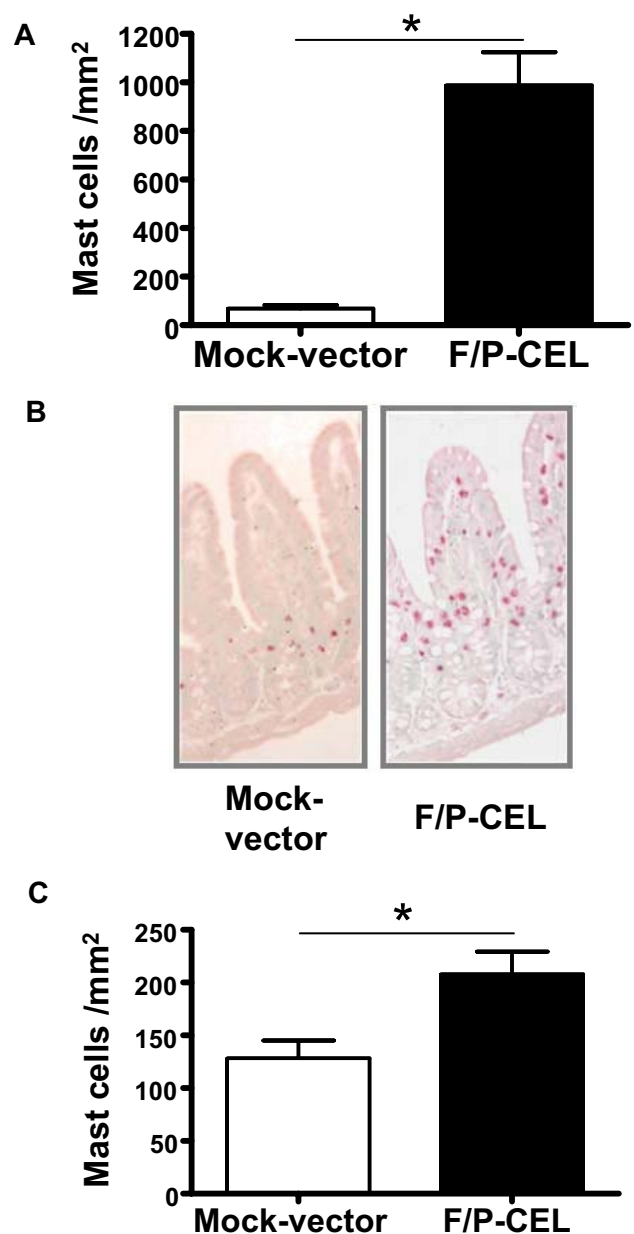 A
*
Mast cells /mm²
1200
1000
800
600
400
200
0
Mock-vector F/P-CEL
B
Mock-
vector
F/P-CEL
C
*
Mast cells /mm²
250
200
150
100
50
0
Mock-vector F/P-CEL